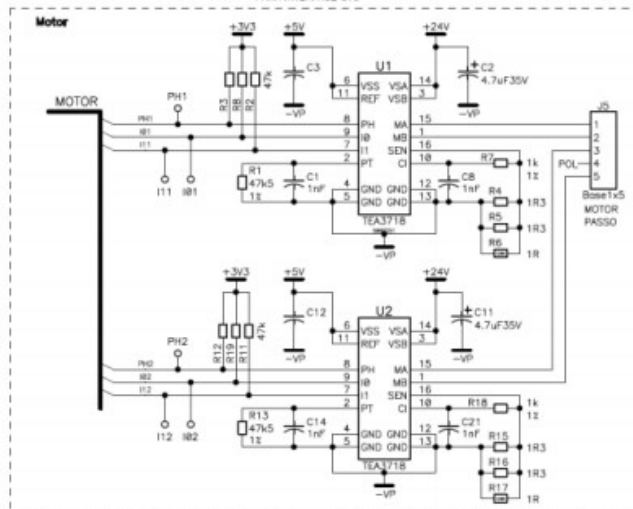 Motor
+3V3
+5V
+24V
U1
C3
-VP
R3
R8
R2
47k
6
11
VSS
REF
VSA
VSB
14
3
C2
4.7uF35V
MOTOR
PH1
J5
PH1
8
PH
MA
15
1
I01
9
I0
MB
1
2
I11
7
I1
SEN
16
3
2
PT
CI
10
R7
1k
1%
POL
4
5
I11
I01
R1
47k5
1%
C1
1nF
4
5
GND
GND
GND
GND
12
13
C8
1nF
R4
1R3
R5
1R3
R6
1R
Base1x5
MOTOR
PASSO
TEA3718
-VP
+3V3
+5V
+24V
U2
C12
-VP
R12
R19
R11
47k
6
11
VSS
REF
VSA
VSB
14
3
C11
4.7uF35V
PH2
PH2
8
PH
MA
15
I02
9
I0
MB
1
I12
7
I1
SEN
16
2
PT
CI
10
R18
1k
1%
I12
I02
R13
47k5
1%
C14
1nF
4
5
GND
GND
GND
GND
12
13
C21
1nF
R15
1R3
R16
1R3
R17
1R
TEA3718
-VP